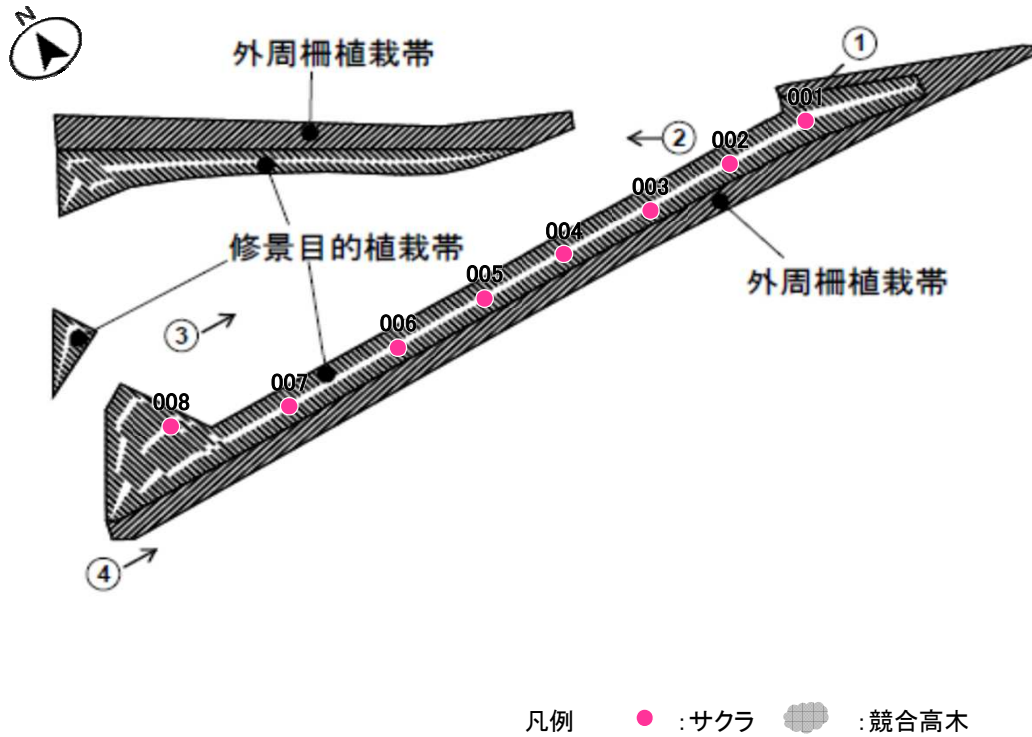 N
外周柵植栽帯
①
001
② 002
003
004
修景目的植栽帯
005
外周柵植栽帯
006
③
007
008
④
凡例 :サクラ :競合高木